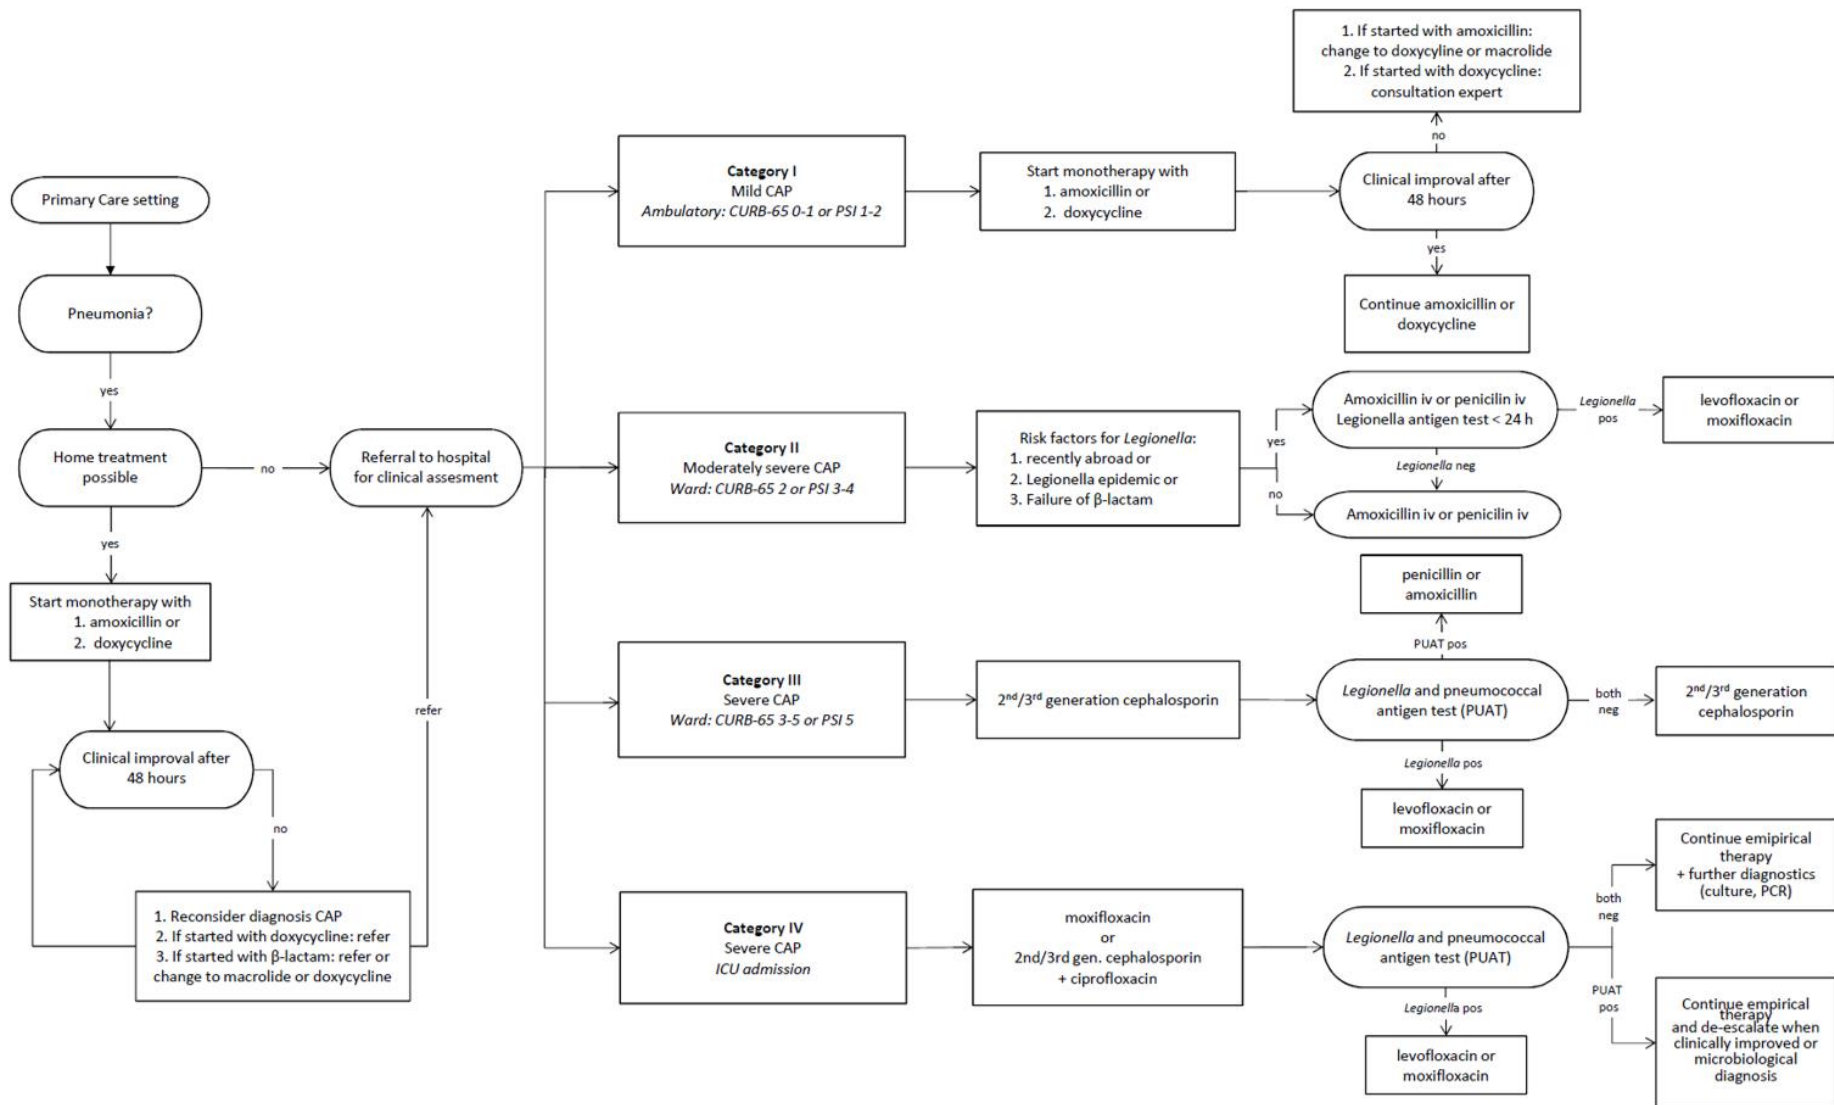 Primary Care setting
Pneumonia?
yes
Home treatment
possible
no
yes
Start monotherapy with
1. amoxicillin or
2. doxycycline
Clinical improval after
48 hours
no
1. Reconsider diagnosis CAP
2. If started with doxycycline: refer
3. If started with β-lactam: refer or
change to macrolide or doxycycline
refer
Referral to hospital
for clinical assesment
Category I
Mild CAP
Ambulatory: CURB-65 0-1 or PSI 1-2
Start monotherapy with
1. amoxicillin or
2. doxycycline
Clinical improval after
48 hours
no
1. If started with amoxicillin:
change to doxycyline or macrolide
2. If started with doxycycline:
consultation expert
yes
Continue amoxicillin or
doxycycline
Category II
Moderately severe CAP
Ward: CURB-65 2 or PSI 3-4
Risk factors for Legionella:
1. recently abroad or
2. Legionella epidemic or
3. Failure of β-lactam
yes
no
Amoxicillin iv or penicilin iv
Legionella antigen test < 24 h
Legionella
pos
levofloxacin or
moxifloxacin
Legionella neg
Amoxicillin iv or penicilin iv
Category III
Severe CAP
Ward: CURB-65 3-5 or PSI 5
2nd/3rd generation cephalosporin
Legionella and pneumococcal
antigen test (PUAT)
PUAT pos
penicillin or
amoxicillin
both
neg
2nd/3rd generation
cephalosporin
Legionella pos
levofloxacin or
moxifloxacin
Category IV
Severe CAP
ICU admission
moxifloxacin
or
2nd/3rd gen. cephalosporin
+ ciprofloxacin
Legionella and pneumococcal
antigen test (PUAT)
both
neg
Continue emipirical
therapy
+ further diagnostics
(culture, PCR)
PUAT
pos
Continue empirical
therapy
and de-escalate when
clinically improved or
microbiological
diagnosis
Legionella pos
levofloxacin or
moxifloxacin